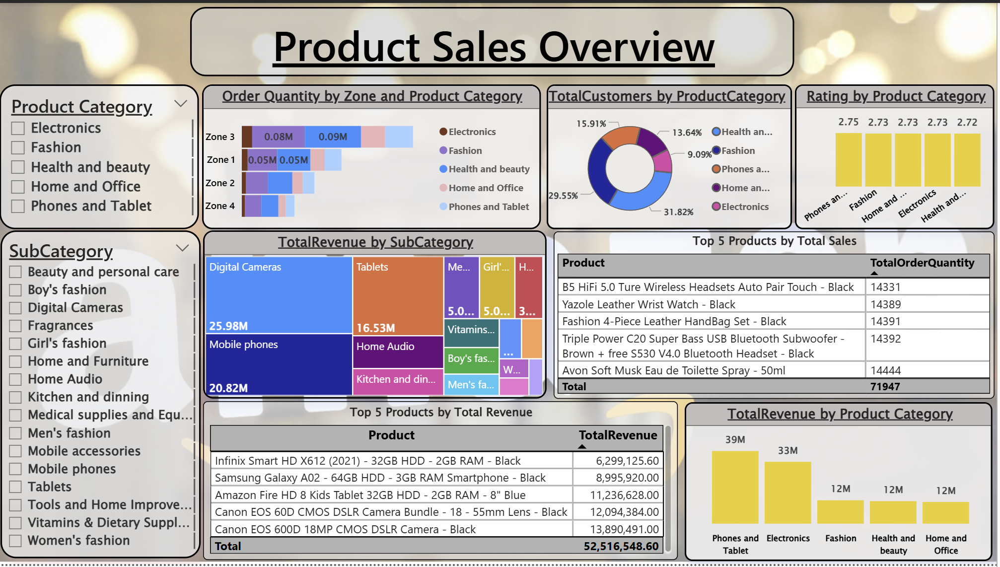 Product Sales Overview
Product Category
Electronics
Fashion
Health and beauty
Home and Office
Phones and Tablet
Order Quantity by Zone and Product Category
Zone 3
0.08M
0.09M
Zone 1
0.05M
0.05M
Zone 2
Zone 4
Electronics
Fashion
Health and beauty
Home and Office
Phones and Tablet
TotalCustomers by ProductCategory
15.91%
13.64%
9.09%
29.55%
31.82%
Health an...
Fashion
Phones a...
Home an...
Electronics
Rating by Product Category
2.75
2.73
2.73
2.73
2.72
Phones an...
Fashion
Home and ...
Electronics
Health and...
SubCategory
Beauty and personal care
Boy's fashion
Digital Cameras
Fragrances
Girl's fashion
Home and Furniture
Home Audio
Kitchen and dinning
Medical supplies and Equ...
Men's fashion
Mobile accessories
Mobile phones
Tablets
Tools and Home Improve...
Vitamins & Dietary Suppl...
Women's fashion
TotalRevenue by SubCategory
Digital Cameras
25.98M
Mobile phones
20.82M
Tablets
16.53M
Home Audio
Kitchen and din...
Me...
5.0...
Girl'...
5.0...
H...
3...
Vitamins...
Boy's fas...
Men's fa...
...
W...
Top 5 Products by Total Sales
Product TotalOrderQuantity
B5 HiFi 5.0 Ture Wireless Headsets Auto Pair Touch - Black 14331
Yazole Leather Wrist Watch - Black 14389
Fashion 4-Piece Leather HandBag Set - Black 14391
Triple Power C20 Super Bass USB Bluetooth Subwoofer - 14392
Brown + free S530 V4.0 Bluetooth Headset - Black
Avon Soft Musk Eau de Toilette Spray - 50ml 14444
Total 71947
Top 5 Products by Total Revenue
Product TotalRevenue
Infinix Smart HD X612 (2021) - 32GB HDD - 2GB RAM - Black 6,299,125.60
Samsung Galaxy A02 - 64GB HDD - 3GB RAM Smartphone - Black 8,995,920.00
Amazon Fire HD 8 Kids Tablet 32GB HDD - 2GB RAM - 8" Blue 11,236,628.00
Canon EOS 60D CMOS DSLR Camera Bundle - 18 - 55mm Lens - Black 12,094,384.00
Canon EOS 600D 18MP CMOS DSLR Camera - Black 13,890,491.00
Total 52,516,548.60
TotalRevenue by Product Category
39M
33M
12M
12M
12M
Phones and
Tablet
Electronics
Fashion
Health and
beauty
Home and
Office